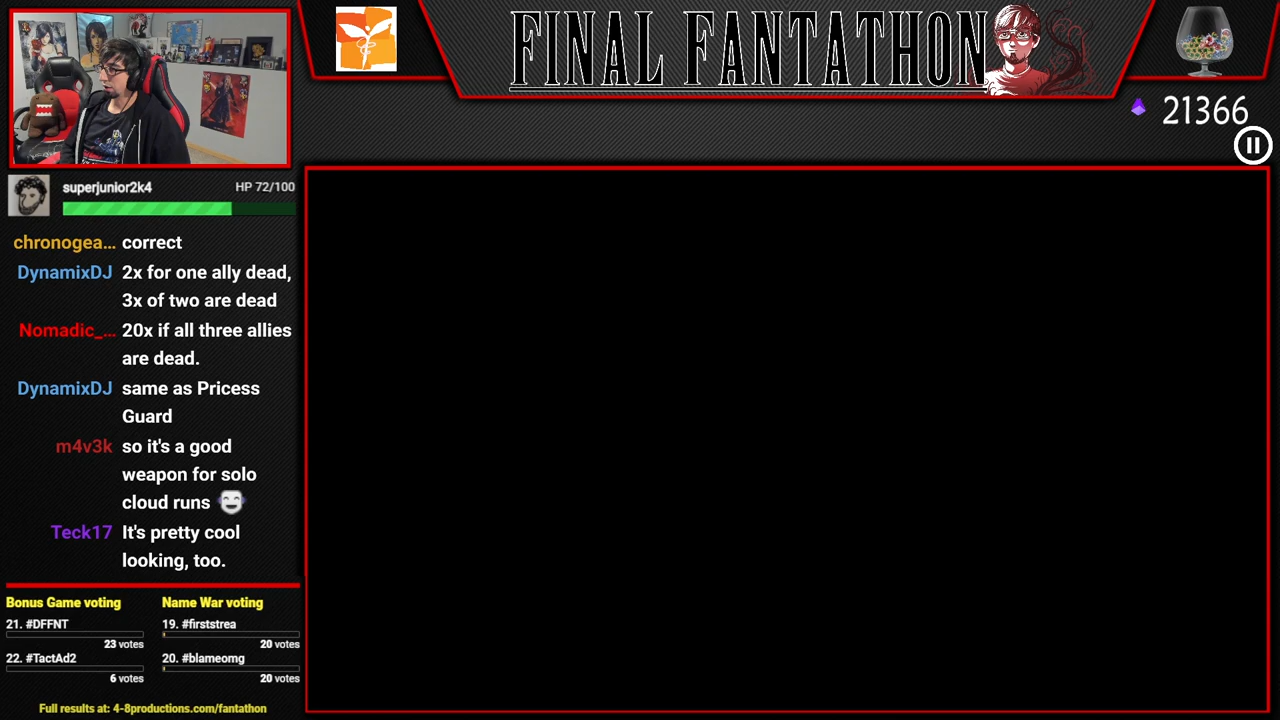 FINAL FANTATHON
21366
superjunior2k4 HP 72/100
chronogea… correct
DynamixDJ 2x for one ally dead,
3x of two are dead
Nomadic_… 20x if all three allies
are dead.
DynamixDJ same as Pricess
Guard
m4v3k so it's a good
weapon for solo
cloud runs
Teck17 It's pretty cool
looking, too.
Bonus Game voting
21. #DFFNT
23 votes
22. #TactAd2
6 votes
Name War voting
19. #firststrea
20 votes
20. #blameomg
20 votes
Full results at: 4-8productions.com/fantathon